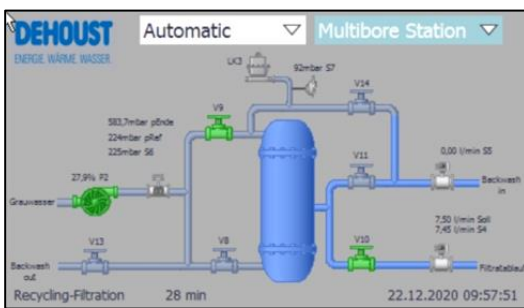 DEHOUST
ENERGIE. WÄRME. WASSER.
Automatic
Multibore Station
LK3
92mbar S7
V14
V9
583,7mbar pEnde
224mbar pRef
225mbar S6
27,9% P2
V11
0,00 l/min S5
Backwash
in
Grauwasser
7,50 l/min Soll
7,45 l/min S4
V13
V8
V10
Backwash
out
Filtratablauf
Recycling-Filtration
28 min
22.12.2020 09:57:51